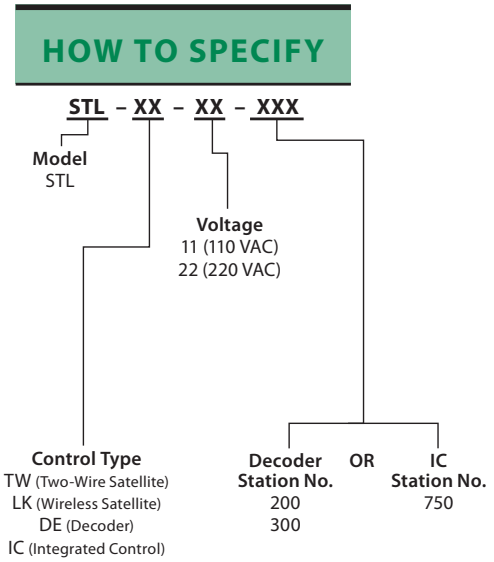 HOW TO SPECIFY
STL – XX – XX – XXX
Model
STL
Voltage
11 (110 VAC)
22 (220 VAC)
Control Type
TW (Two-Wire Satellite)
LK (Wireless Satellite)
DE (Decoder)
IC (Integrated Control)
Decoder
Station No.
200
300
OR
IC
Station No.
750